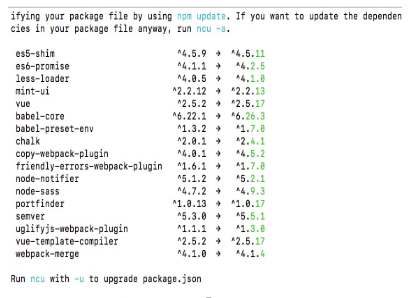 ifying your package file by using npm update. If you want to update the dependen
cies in your package file anyway, run ncu -a.
es5-shim ^4.5.9 → ^4.5.11
es6-promise ^4.1.1 → ^4.2.5
less-loader ^4.0.5 → ^4.1.0
mint-ui ^2.2.12 → ^2.2.13
vue ^2.5.2 → ^2.5.17
babel-core ^6.22.1 → ^6.26.3
babel-preset-env ^1.3.2 → ^1.7.0
chalk ^2.0.1 → ^2.4.1
copy-webpack-plugin ^4.0.1 → ^4.5.2
friendly-errors-webpack-plugin ^1.6.1 → ^1.7.0
node-notifier ^5.1.2 → ^5.2.1
node-sass ^4.7.2 → ^4.9.3
portfinder ^1.0.13 → ^1.0.17
semver ^5.3.0 → ^5.5.1
uglifyjs-webpack-plugin ^1.1.1 → ^1.3.0
vue-template-compiler ^2.5.2 → ^2.5.17
webpack-merge ^4.1.0 → ^4.1.4
Run ncu with -u to upgrade package.json